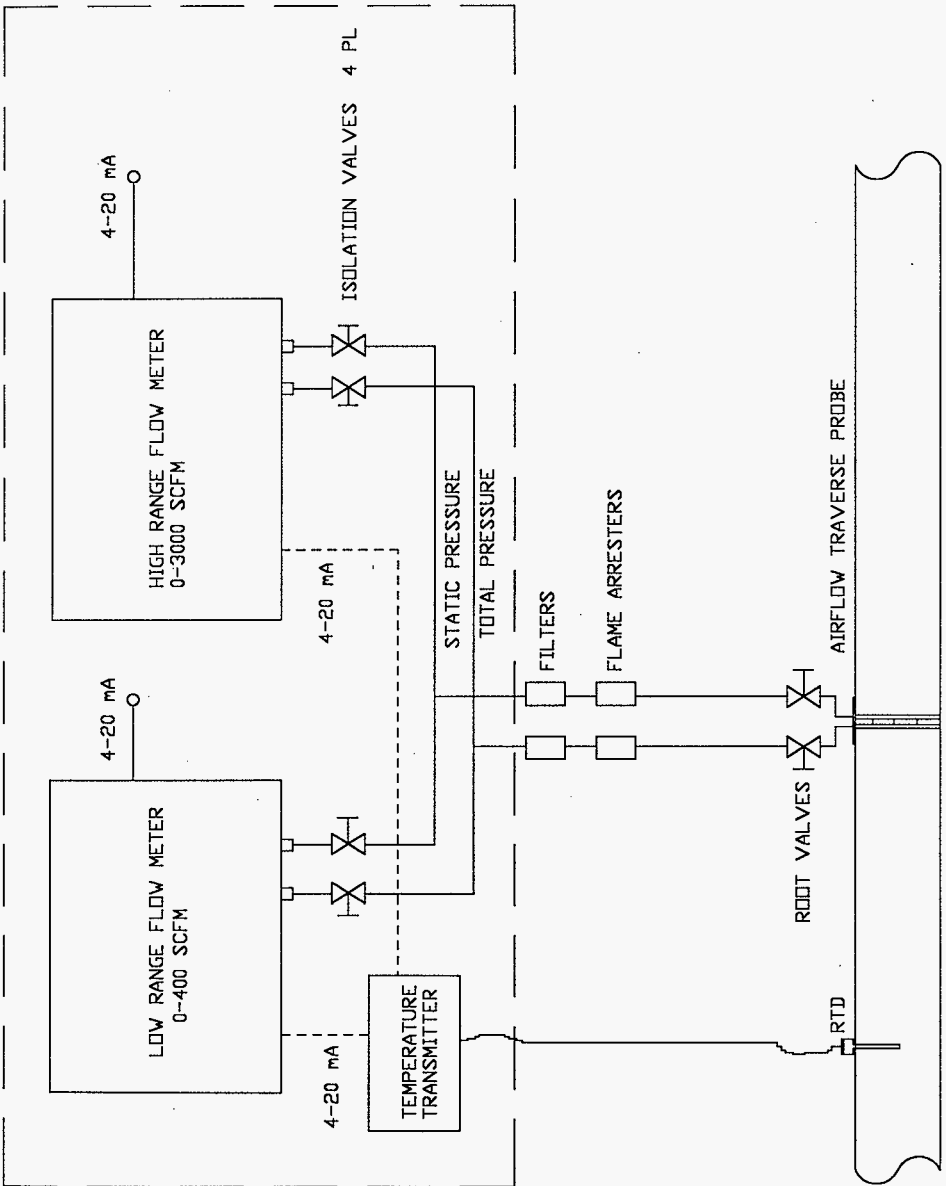 LOW RANGE FLOW METER
0-400 SCFM
4-20 mA
HIGH RANGE FLOW METER
0-3000 SCFM
4-20 mA
4-20 mA
TEMPERATURE
TRANSMITTER
4-20 mA
ISOLATION VALVES 4 PL
STATIC PRESSURE
TOTAL PRESSURE
FILTERS
FLAME ARRESTERS
ROOT VALVES
AIRFLOW TRAVERSE PROBE
RTD